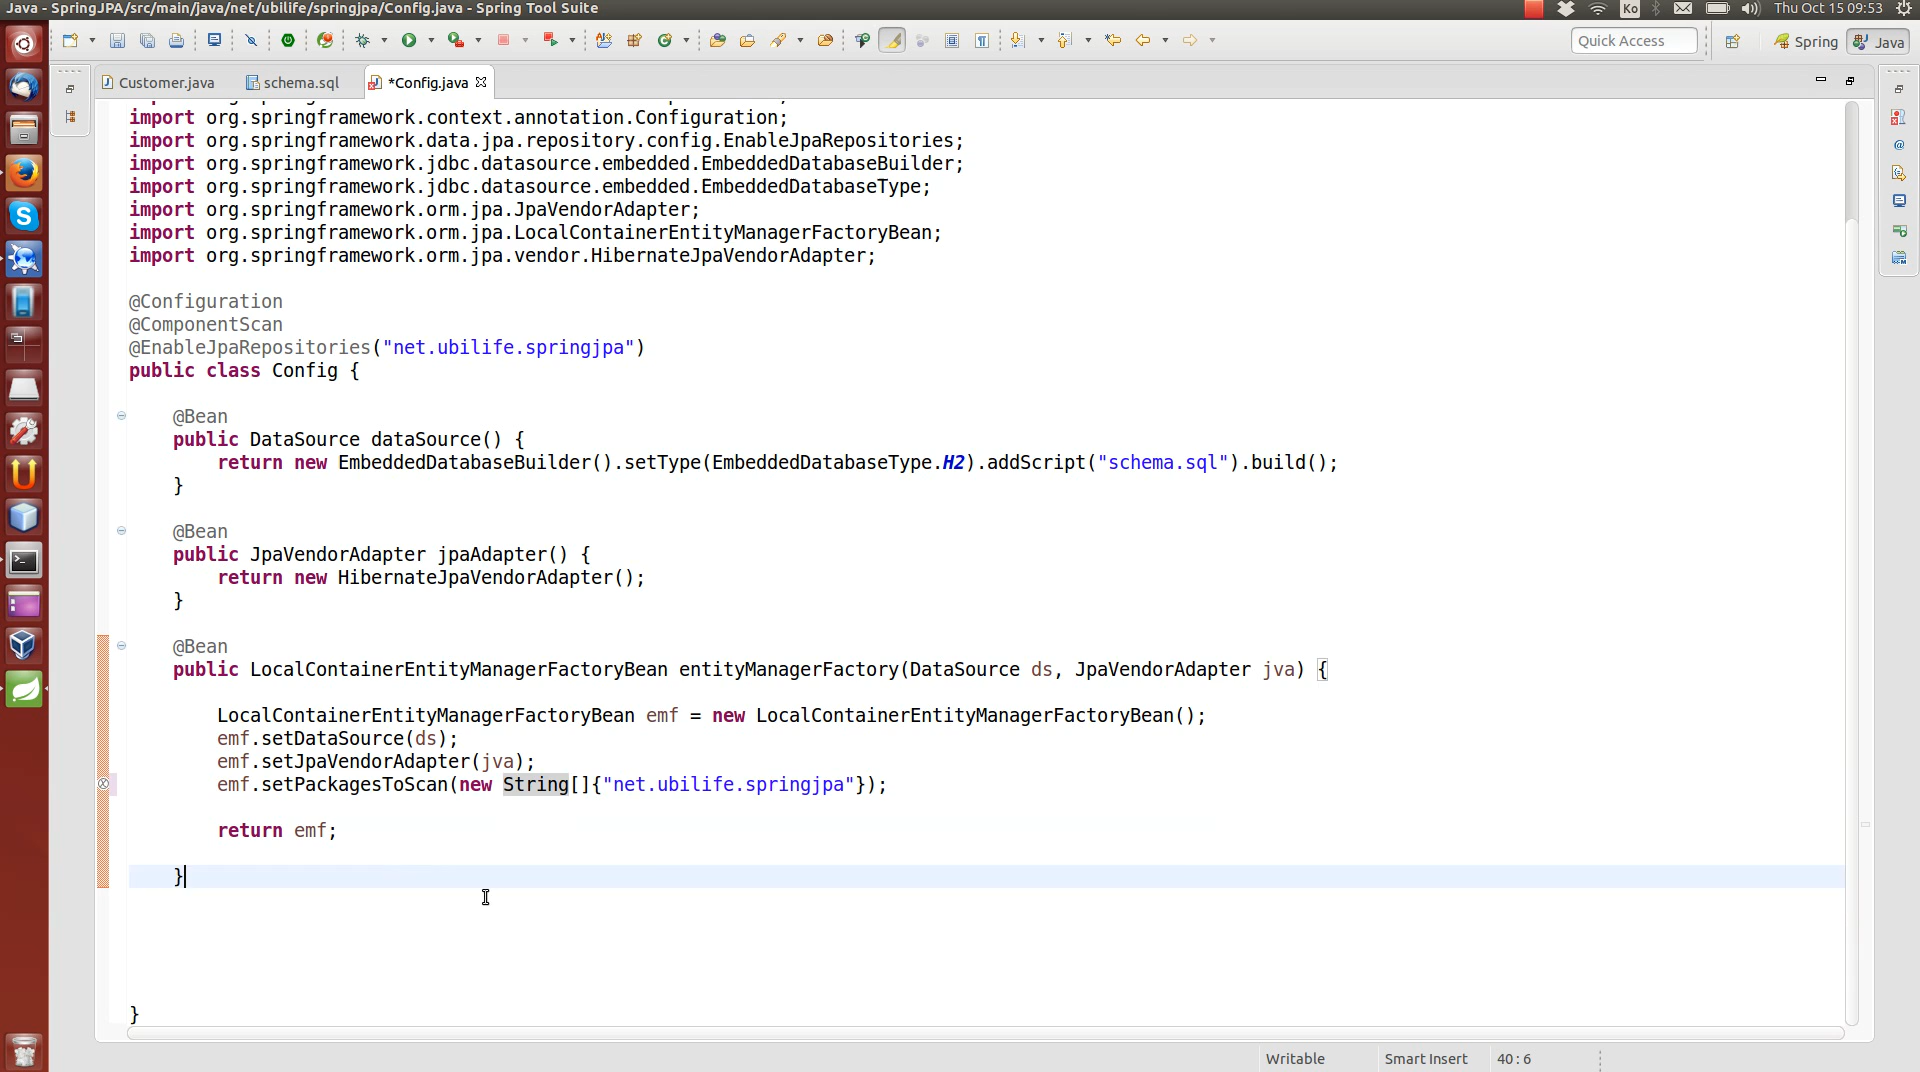 Java - SpringJPA/src/main/java/net/ubilife/springjpa/Config.java - Spring Tool Suite
Ko
Thu Oct 15 09:53
Quick Access
Spring
Java
Customer.java
schema.sql
*Config.java
import org.springframework.context.annotation.Configuration;
import org.springframework.data.jpa.repository.config.EnableJpaRepositories;
import org.springframework.jdbc.datasource.embedded.EmbeddedDatabaseBuilder;
import org.springframework.jdbc.datasource.embedded.EmbeddedDatabaseType;
import org.springframework.orm.jpa.JpaVendorAdapter;
import org.springframework.orm.jpa.LocalContainerEntityManagerFactoryBean;
import org.springframework.orm.jpa.vendor.HibernateJpaVendorAdapter;
@Configuration
@ComponentScan
@EnableJpaRepositories("net.ubilife.springjpa")
public class Config {
@Bean
public DataSource dataSource() {
return new EmbeddedDatabaseBuilder().setType(EmbeddedDatabaseType.H2).addScript("schema.sql").build();
}
@Bean
public JpaVendorAdapter jpaAdapter() {
return new HibernateJpaVendorAdapter();
}
@Bean
public LocalContainerEntityManagerFactoryBean entityManagerFactory(DataSource ds, JpaVendorAdapter jva) {
LocalContainerEntityManagerFactoryBean emf = new LocalContainerEntityManagerFactoryBean();
emf.setDataSource(ds);
emf.setJpaVendorAdapter(jva);
emf.setPackagesToScan(new String[]{"net.ubilife.springjpa"});
return emf;
}
}
Writable
Smart Insert
40 : 6